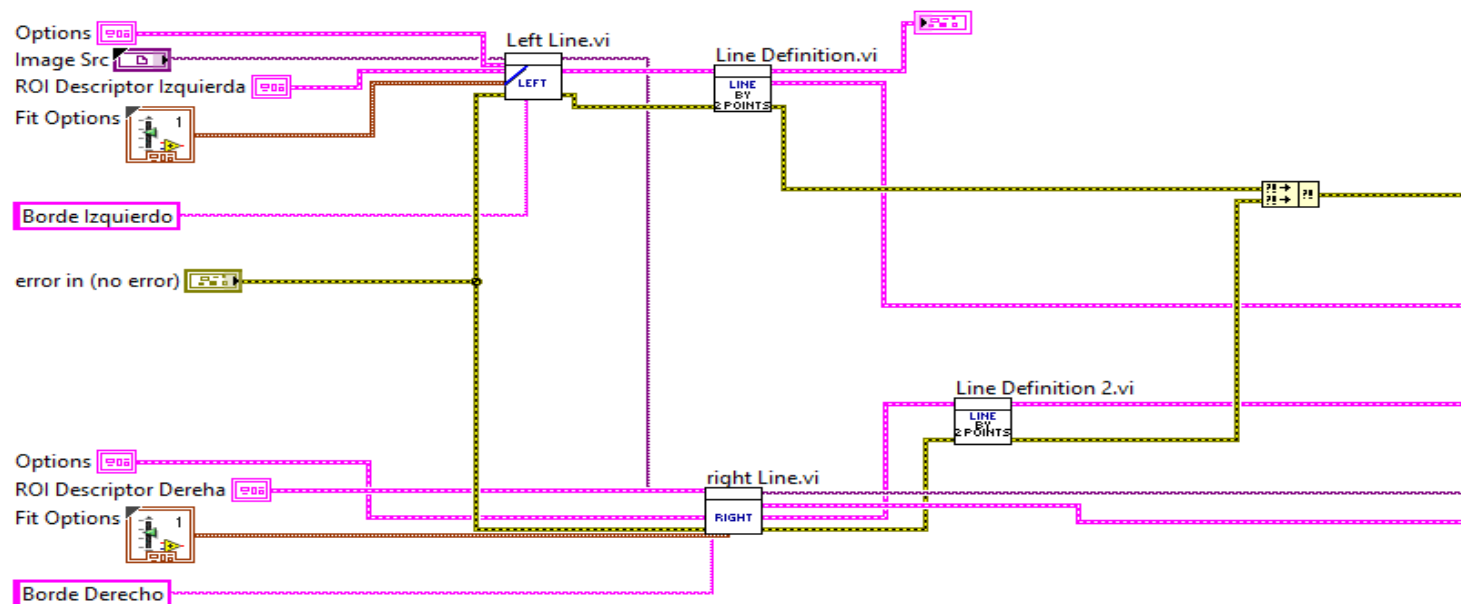 Options
Image Src
ROI Descriptor Izquierda
Fit Options
1
Left Line.vi
LEFT
Line Definition.vi
LINE
BY
2 POINTS
Borde Izquierdo
error in (no error)
Line Definition 2.vi
LINE
BY
2 POINTS
Options
ROI Descriptor Dereha
Fit Options
1
right Line.vi
RIGHT
Borde Derecho